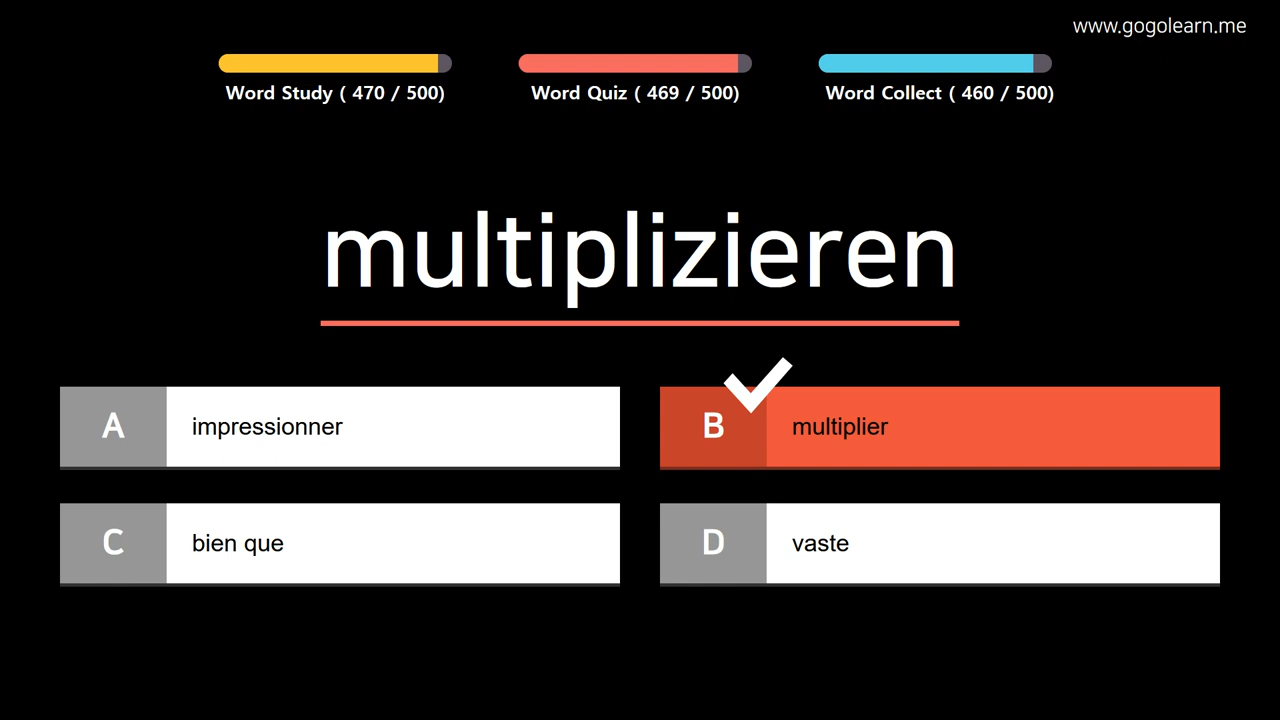 www.gogolearn.me
Word Study ( 470 / 500)
Word Quiz ( 469 / 500)
Word Collect ( 460 / 500)
multiplizieren
A impressionner
B multiplier
C bien que
D vaste